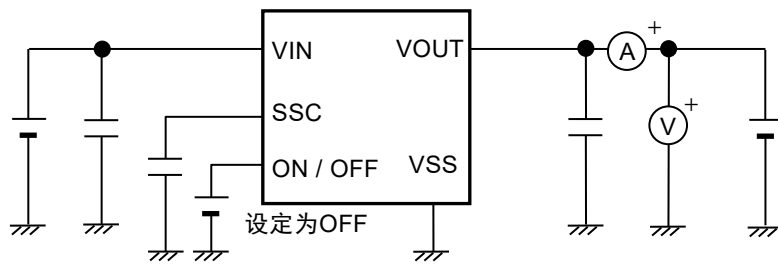 VIN
VOUT
A
+
SSC
V
+
ON / OFF
VSS
设定为OFF